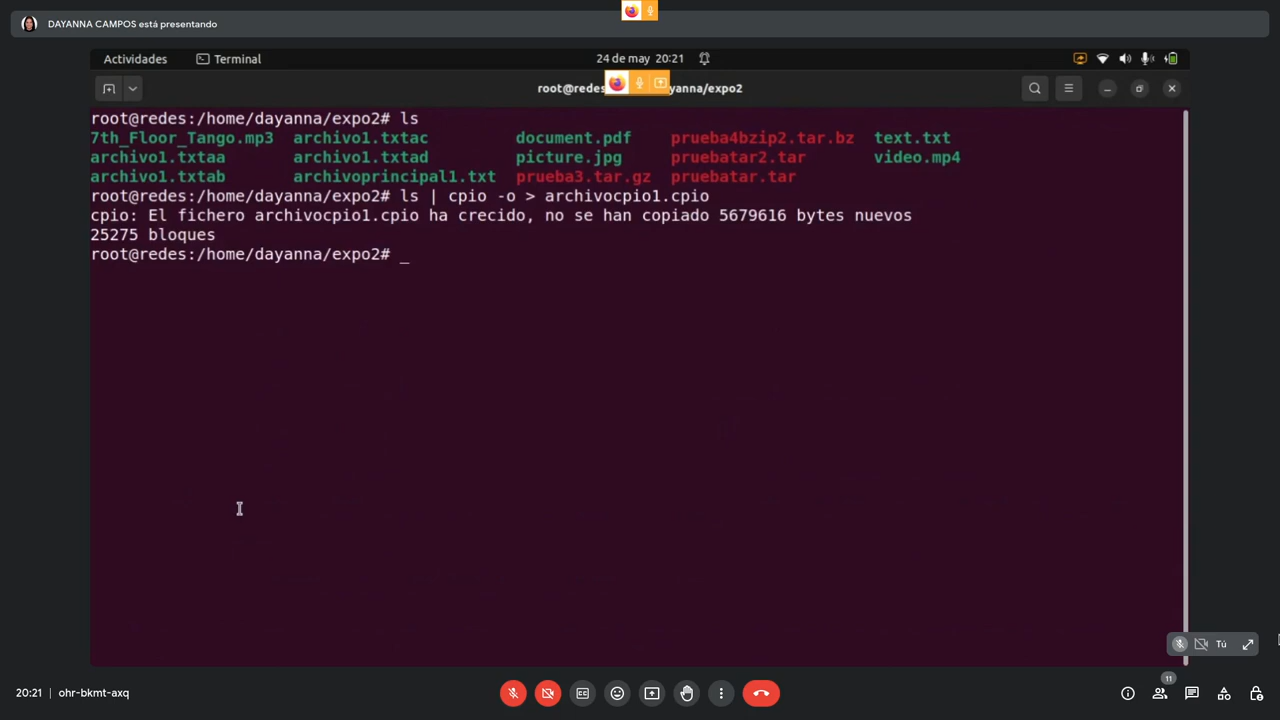 DAYANNA CAMPOS está presentando
Actividades Terminal 24 de may 20:21
root@redes yanna/expo2
root@redes:/home/dayanna/expo2# ls
7th_Floor_Tango.mp3 archivo1.txtac document.pdf prueba4bzip2.tar.bz text.txt
archivo1.txtaa archivo1.txtad picture.jpg pruebatar2.tar video.mp4
archivo1.txtab archivoprincipal1.txt prueba3.tar.gz pruebatar.tar
root@redes:/home/dayanna/expo2# ls | cpio -o > archivocpio1.cpio
cpio: El fichero archivocpio1.cpio ha crecido, no se han copiado 5679616 bytes nuevos
25275 bloques
root@redes:/home/dayanna/expo2# _
Tú
20:21 | ohr-bkmt-axq 11